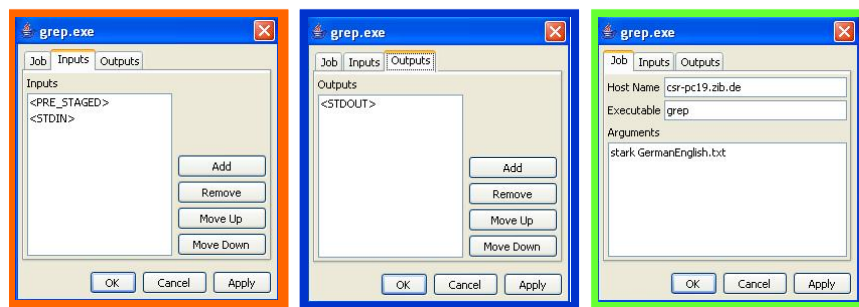 grep.exe
Job Inputs Outputs
Inputs
<PRE_STAGED>
<STDIN>
Add
Remove
Move Up
Move Down
OK Cancel Apply
grep.exe
Job Inputs Outputs
Outputs
<STDOUT>
Add
Remove
Move Up
Move Down
OK Cancel Apply
grep.exe
Job Inputs Outputs
Host Name csr-pc19.zib.de
Executable grep
Arguments
stark GermanEnglish.txt
OK Cancel Apply